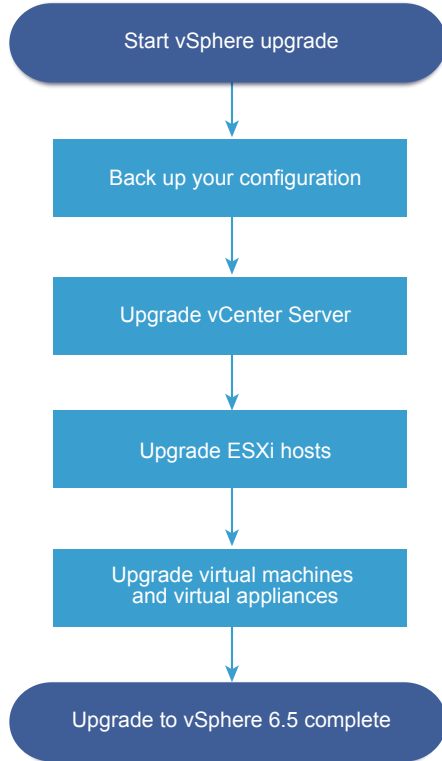 Start vSphere upgrade
Back up your configuration
Upgrade vCenter Server
Upgrade ESXi hosts
Upgrade virtual machines
and virtual appliances
Upgrade to vSphere 6.5 complete